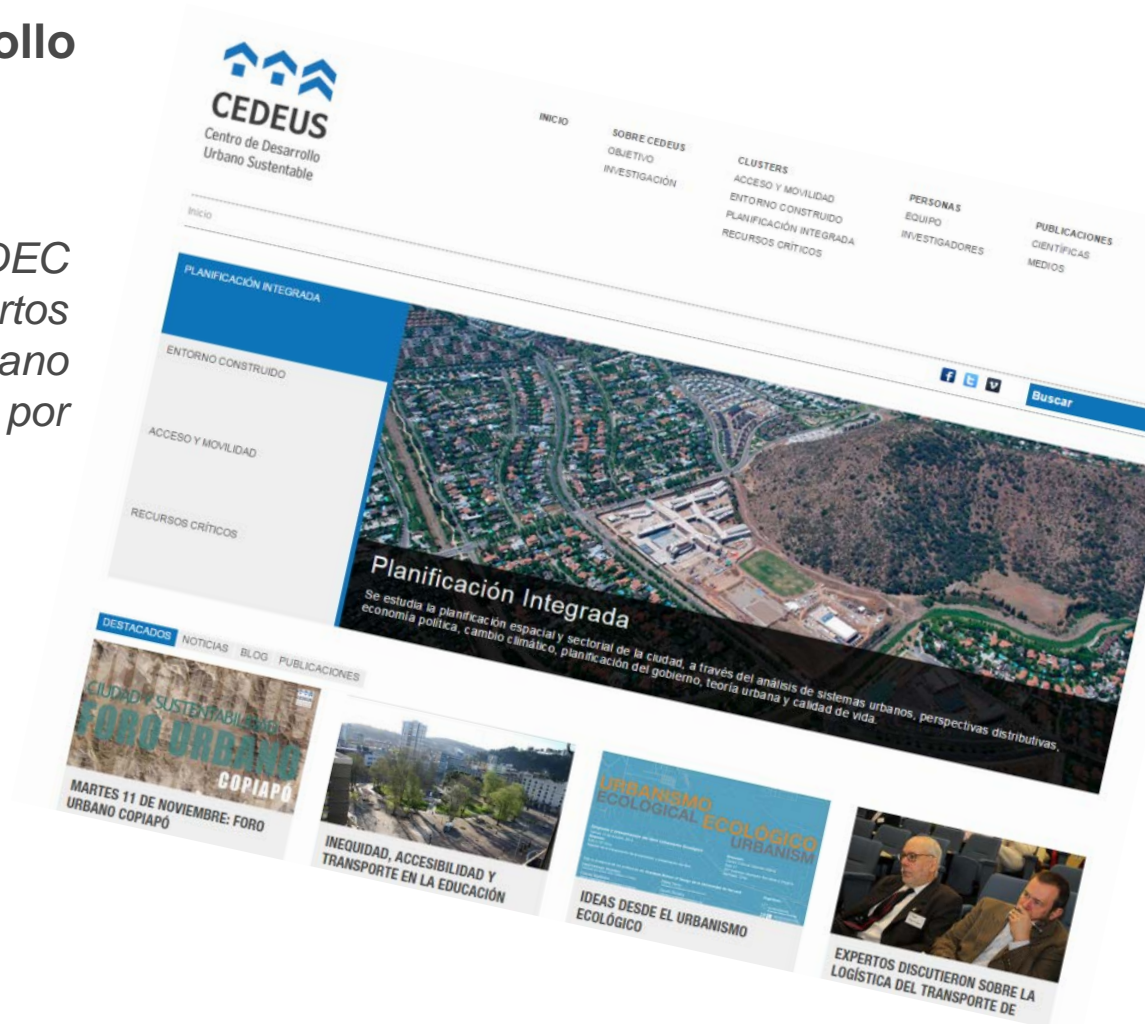 ollo
DEC
rtos
ano
por
CEDEUS
Centro de Desarrollo
Urbano Sustentable
INICIO
SOBRE CEDEUS
OBJETIVO
INVESTIGACIÓN
CLUSTERS
ACCESO Y MOVILIDAD
ENTORNO CONSTRUIDO
PLANIFICACIÓN INTEGRADA
RECURSOS CRÍTICOS
PERSONAS
EQUIPO
INVESTIGADORES
PUBLICACIONES
CIENTÍFICAS
MEDIOS
Inicio
Buscar
PLANIFICACIÓN INTEGRADA
ENTORNO CONSTRUIDO
ACCESO Y MOVILIDAD
RECURSOS CRÍTICOS
Planificación Integrada
Se estudia la planificación espacial y sectorial de la ciudad, a través del análisis de sistemas urbanos, perspectivas distributivas,
economía política, cambio climático, planificación del gobierno, teoría urbana y calidad de vida.
DESTACADOS NOTICIAS BLOG PUBLICACIONES
CIUDAD Y SUSTENTABILIDAD
FORO URBANO
COPIAPÓ
MARTES 11 DE NOVIEMBRE: FORO
URBANO COPIAPÓ
INEQUIDAD, ACCESIBILIDAD Y
TRANSPORTE EN LA EDUCACIÓN
URBANISMO
ECOLOGICAL ECOLÓGICO
URBANISM
IDEAS DESDE EL URBANISMO
ECOLÓGICO
EXPERTOS DISCUTIERON SOBRE LA
LOGÍSTICA DEL TRANSPORTE DE